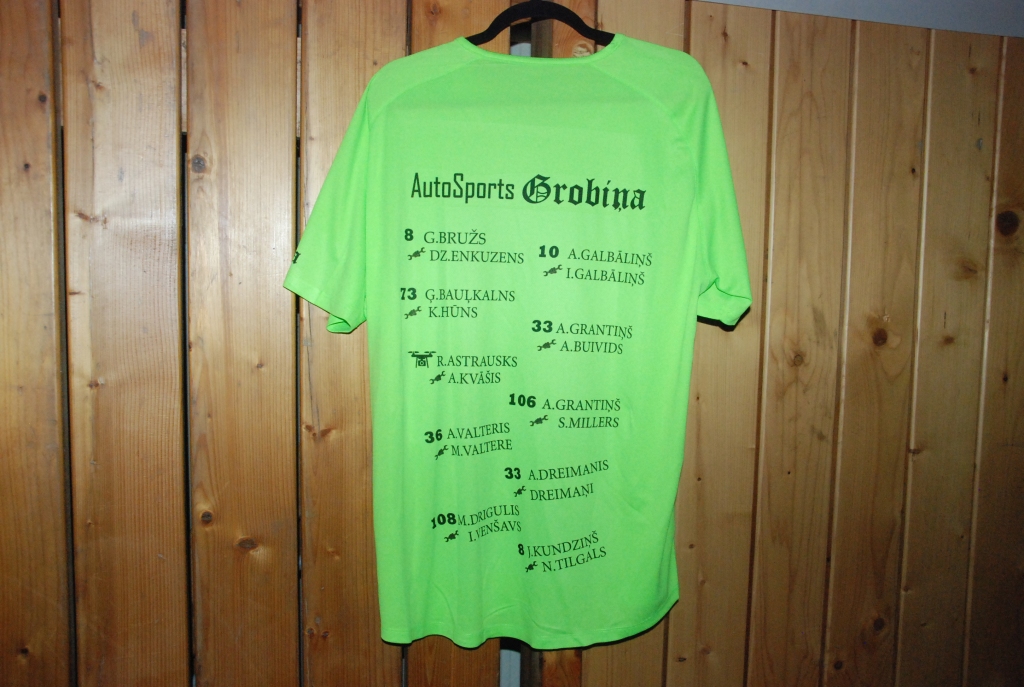 AutoSports Grobiņa
8 G.BRUŽS
DZ.ENKUZENS
10 A.GALBĀLIŅŠ
I.GALBĀLIŅŠ
73 Ģ.BAUĻKALNS
K.HŪNS
33 A.GRANTIŅŠ
A.BUIVIDS
R.ASTRAUSKS
A.KVĀŠIS
106 A.GRANTIŅŠ
S.MILLERS
36 A.VALTERIS
M.VALTERE
33 A.DREIMANIS
DREIMAŅI
108 M.DRIGULIS
I.VENŠAVS
8 J.KUNDZIŅŠ
N.TILGALS